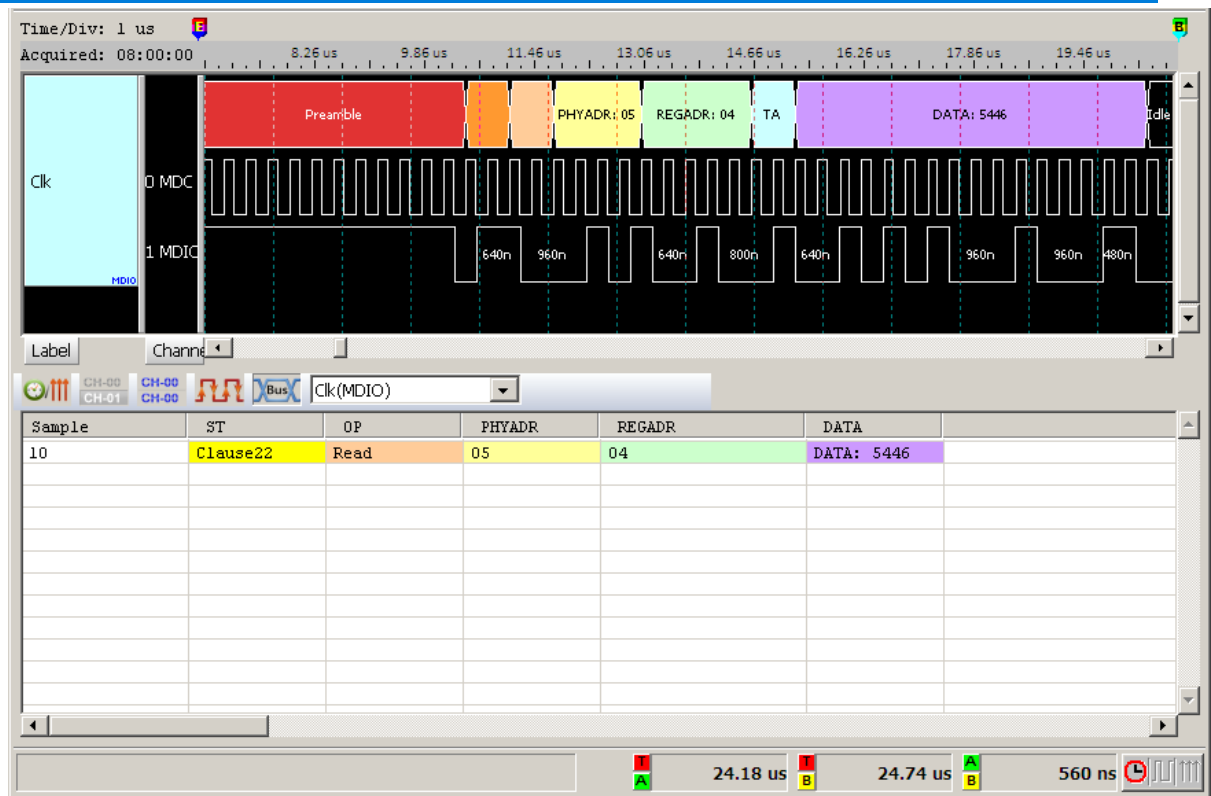 Time/Div: 1 us E B
Acquired: 08:00:00 8.26 us 9.86 us 11.46 us 13.06 us 14.66 us 16.26 us 17.86 us 19.46 us
Preamble PHYADR: 05 REGADR: 04 TA DATA: 5446 Idle
Clk 0 MDC
1 MDIO 640n 960n 640n 800n 640n 960n 960n 480n
MDIO
Label Channe
CH-00 CH-01 CH-00 CH-00 Bus Clk(MDIO)
Sample ST OP PHYADR REGADR DATA
10 Clause22 Read 05 04 DATA: 5446
T A 24.18 us T B 24.74 us A B 560 ns